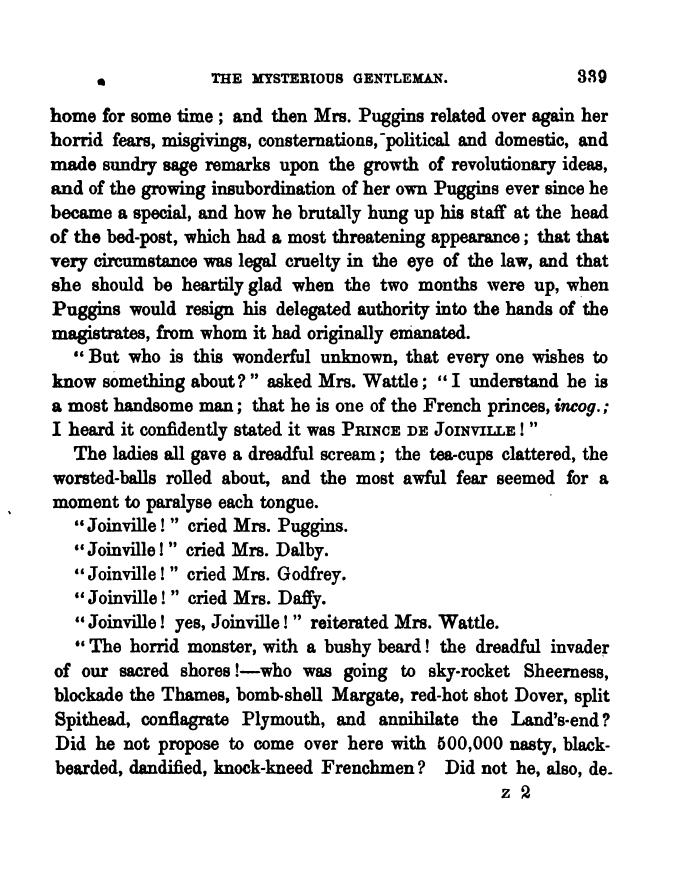 THE MYSTERIOUS GENTLEMAN. 339
home for some time ; and then Mrs. Puggins related over again her
horrid fears, misgivings, consternations, political and domestic, and
made sundry sage remarks upon the growth of revolutionary ideas,
and of the growing insubordination of her own Puggins ever since he
became a special, and how he brutally hung up his staff at the head
of the bed-post, which had a most threatening appearance ; that that
very circumstance was legal cruelty in the eye of the law, and that
she should be heartily glad when the two months were up, when
Puggins would resign his delegated authority into the hands of the
magistrates, from whom it had originally emanated.
“ But who is this wonderful unknown, that every one wishes to
know something about? ” asked Mrs. Wattle ; “ I understand he is
a most handsome man ; that he is one of the French princes, incog. ;
I heard it confidently stated it was PRINCE DE JOINVILLE ! ”
The ladies all gave a dreadful scream ; the tea-cups clattered, the
worsted-balls rolled about, and the most awful fear seemed for a
moment to paralyse each tongue.
“ Joinville ! ” cried Mrs. Puggins.
“ Joinville ! ” cried Mrs. Dalby.
“ Joinville ! ” cried Mrs. Godfrey.
“ Joinville ! ” cried Mrs. Daffy.
“ Joinville ! yes, Joinville ! ” reiterated Mrs. Wattle.
“ The horrid monster, with a bushy beard ! the dreadful invader
of our sacred shores !—who was going to sky-rocket Sheerness,
blockade the Thames, bomb-shell Margate, red-hot shot Dover, split
Spithead, conflagrate Plymouth, and annihilate the Land's-end ?
Did he not propose to come over here with 500,000 nasty, black-
bearded, dandified, knock-kneed Frenchmen ? Did not he, also, de-
z 2